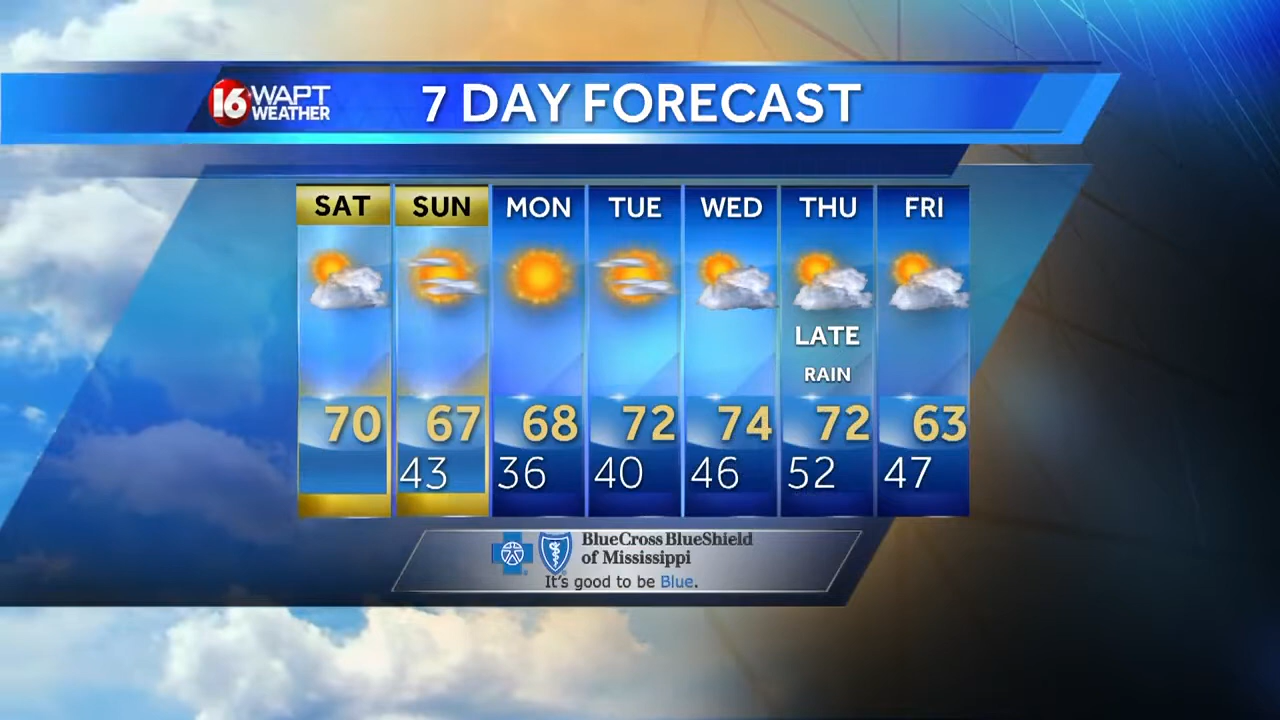 16 WAPT WEATHER
7 DAY FORECAST
SAT SUN MON TUE WED THU FRI
LATE
RAIN
70 67 68 72 74 72 63
43 36 40 46 52 47
BlueCross BlueShield
of Mississippi
It's good to be Blue.